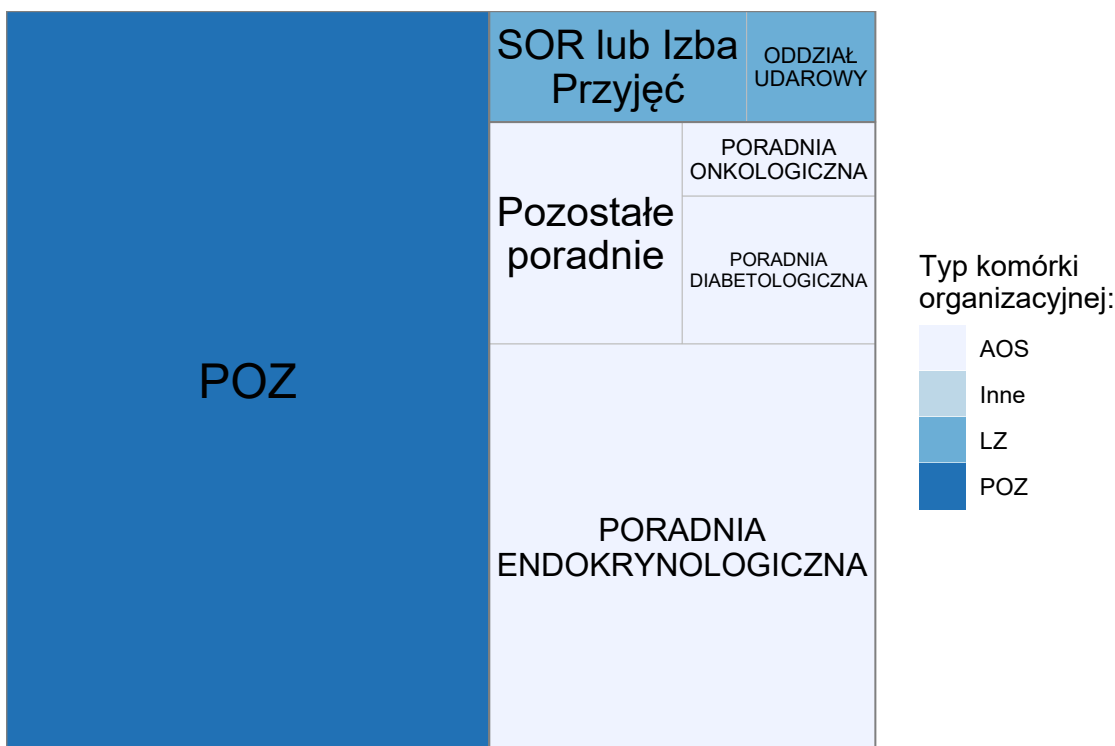 POZ
SOR lub Izba
Przyjęć
ODDZIAŁ
UDAROWY
Pozostałe
poradnie
PORADNIA
ONKOLOGICZNA
PORADNIA
DIABETOLOGICZNA
PORADNIA
ENDOKRYNOLOGICZNA
Typ komórki
organizacyjnej:
AOS
Inne
LZ
POZ